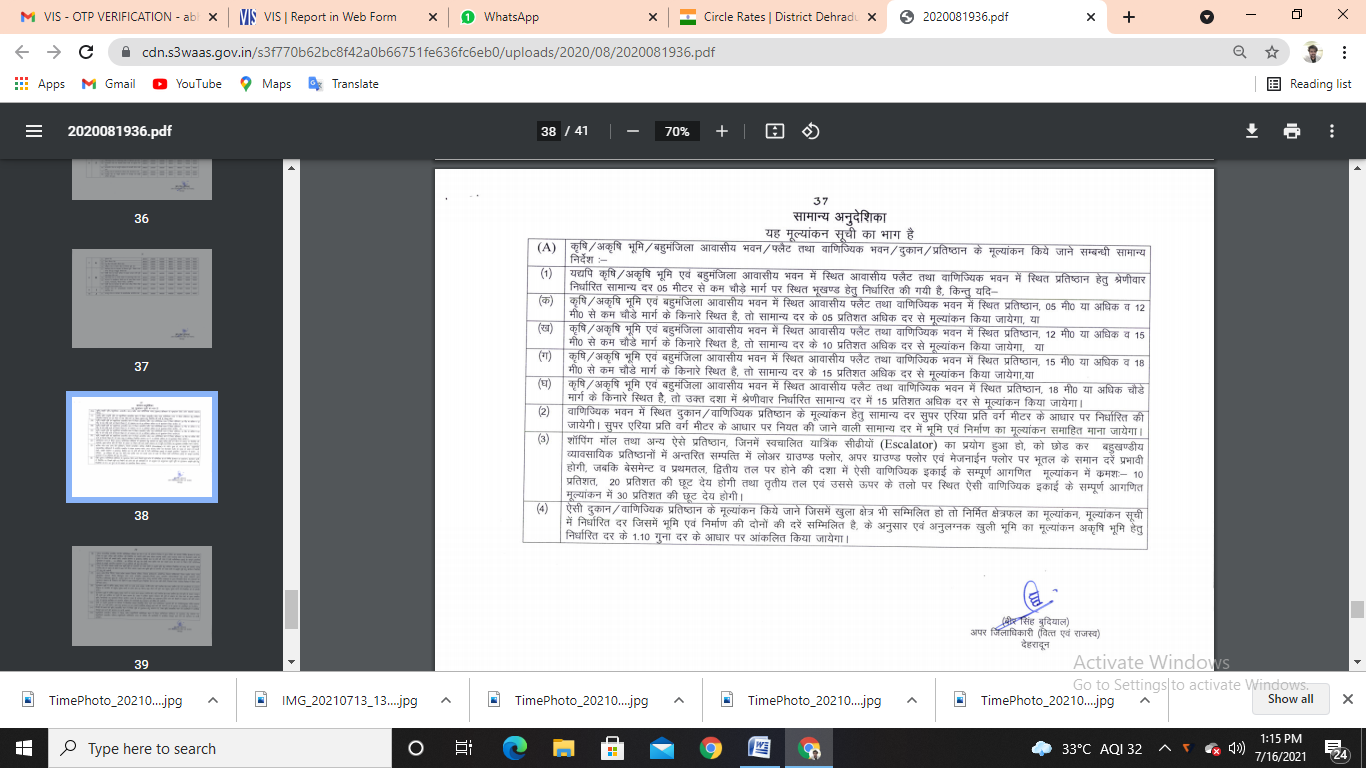 VIS - OTP VERIFICATION - abh
VIS | Report in Web Form
WhatsApp
Circle Rates | District Dehradu
2020081936.pdf
cdn.s3waas.gov.in/s3f770b62bc8f42a0b66751fe636fc6eb0/uploads/2020/08/2020081936.pdf
Apps
Gmail
YouTube
Maps
Translate
Reading list
2020081936.pdf
38 / 41
70%
36
37
38
39
37
सामान्य अनुदेशिका
यह मूल्यांकन सूची का भाग है
(A) कृषि/अकृषि भूमि/बहुमंजिला आवासीय भवन/फ्लैट तथा वाणिज्यिक भवन/दुकान/प्रतिष्ठान के मूल्यांकन किये जाने सम्बन्धी सामान्य
निर्देश :–
(1) यद्यपि कृषि/अकृषि भूमि एवं बहुमंजिला आवासीय भवन में स्थित आवासीय फ्लैट तथा वाणिज्यिक भवन में स्थित प्रतिष्ठान हेतु श्रेणीवार
निर्धारित सामान्य दर 05 मीटर से कम चौड़े मार्ग पर स्थित भूखण्ड हेतु निर्धारित की गयी है, किन्तु यदि–
(क) कृषि/अकृषि भूमि एवं बहुमंजिला आवासीय भवन में स्थित आवासीय फ्लैट तथा वाणिज्यिक भवन में स्थित प्रतिष्ठान, 05 मी0 या अधिक व 12
मी0 से कम चौडे मार्ग के किनारे स्थित है, तो सामान्य दर के 05 प्रतिशत अधिक दर से मूल्यांकन किया जायेगा, या
(ख) कृषि/अकृषि भूमि एवं बहुमंजिला आवासीय भवन में स्थित आवासीय फ्लैट तथा वाणिज्यिक भवन में स्थित प्रतिष्ठान, 12 मी0 या अधिक व 15
मी0 से कम चौडे मार्ग के किनारे स्थित है, तो सामान्य दर के 10 प्रतिशत अधिक दर से मूल्यांकन किया जायेगा, या
(ग) कृषि/अकृषि भूमि एवं बहुमंजिला आवासीय भवन में स्थित आवासीय फ्लैट तथा वाणिज्यिक भवन में स्थित प्रतिष्ठान, 15 मी0 या अधिक व 18
मी0 से कम चौडे मार्ग के किनारे स्थित है, तो सामान्य दर के 15 प्रतिशत अधिक दर से मूल्यांकन किया जायेगा,या
(घ) कृषि/अकृषि भूमि एवं बहुमंजिला आवासीय भवन में स्थित आवासीय फ्लैट तथा वाणिज्यिक भवन में स्थित प्रतिष्ठान, 18 मी0 या अधिक चौडे
मार्ग के किनारे स्थित है, तो उक्त दशा में श्रेणीवार निर्धारित सामान्य दर में 15 प्रतिशत अधिक दर से मूल्यांकन किया जायेगा।
(2) वाणिज्यिक भवन में स्थित दुकान/वाणिज्यिक प्रतिष्ठान के मूल्यांकन हेतु सामान्य दर सुपर एरिया प्रति वर्ग मीटर के आधार पर निर्धारित की
जायेगी। सुपर एरिया प्रति वर्ग मीटर के आधार पर नियत की जाने वाली सामान्य दर में भूमि एवं निर्माण का मूल्यांकन समाहित माना जायेगा।
(3) शॉपिंग मॉल तथा अन्य ऐसे प्रतिष्ठान, जिनमें स्वचालित यांत्रिक सीढीयों (Escalator) का प्रयोग हुआ हो, को छोड कर बहुखण्डीय
व्यावसायिक प्रतिष्ठानों में अन्तरित सम्पत्ति में लोअर ग्राउण्ड फ्लोर, अपर ग्राउण्ड फ्लोर एवं मेजनाईन फ्लोर पर भूतल के समान दरें प्रभावी
होगी, जबकि बेसमेन्ट व प्रथमतल, द्वितीय तल पर होने की दशा में ऐसी वाणिज्यिक इकाई के सम्पूर्ण आगणित मूल्यांकन में क्रमशः– 10
प्रतिशत, 20 प्रतिशत की छूट देय होगी तथा तृतीय तल एवं उससे ऊपर के तलो पर स्थित ऐसी वाणिज्यिक इकाई के सम्पूर्ण आगणित
मूल्यांकन में 30 प्रतिशत की छूट देय होगी।
(4) ऐसी दुकान/वाणिज्यिक प्रतिष्ठान के मूल्यांकन किये जाने जिसमें खुला क्षेत्र भी सम्मिलित हो तो निर्मित क्षेत्रफल का मूल्यांकन, मूल्यांकन सूची
में निर्धारित दर जिसमें भूमि एवं निर्माण की दोनों की दरें सम्मिलित है, के अनुसार एवं अनुलग्नक खुली भूमि का मूल्यांकन अकृषि भूमि हेतु
निर्धारित दर के 1.10 गुना दर के आधार पर आंकलित किया जायेगा।
(बीर सिंह बुदियाल)
अपर जिलाधिकारी (वित्त एवं राजस्व)
देहरादून
Activate Windows
Go to Settings to activate Windows.
TimePhoto_20210....jpg
IMG_20210713_13....jpg
TimePhoto_20210....jpg
TimePhoto_20210....jpg
TimePhoto_20210....jpg
Show all
Type here to search
33°C AQI 32
1:15 PM
7/16/2021
24